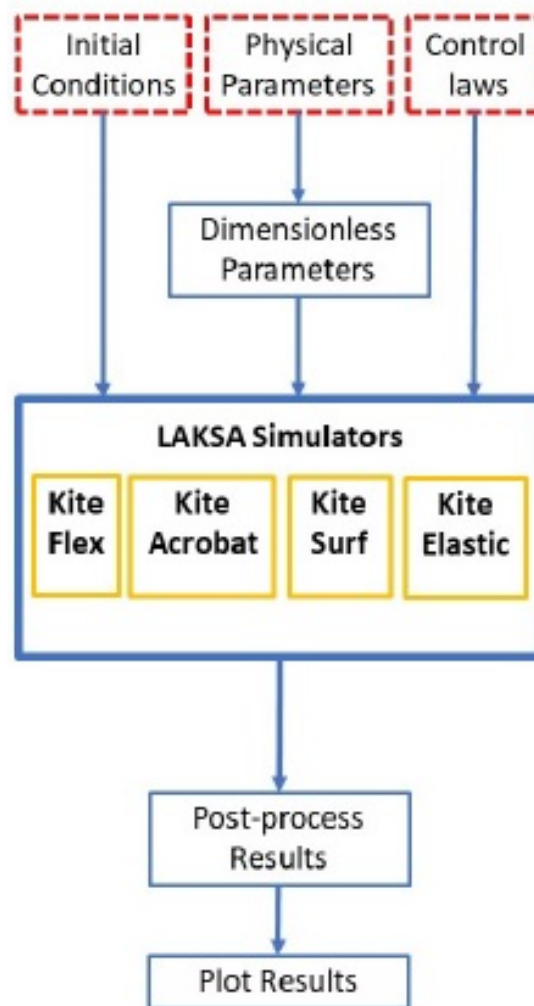 Initial
Conditions
Physical
Parameters
Control
laws
Dimensionless
Parameters
LAKSA Simulators
Kite
Flex
Kite
Acrobat
Kite
Surf
Kite
Elastic
Post-process
Results
Plot Results